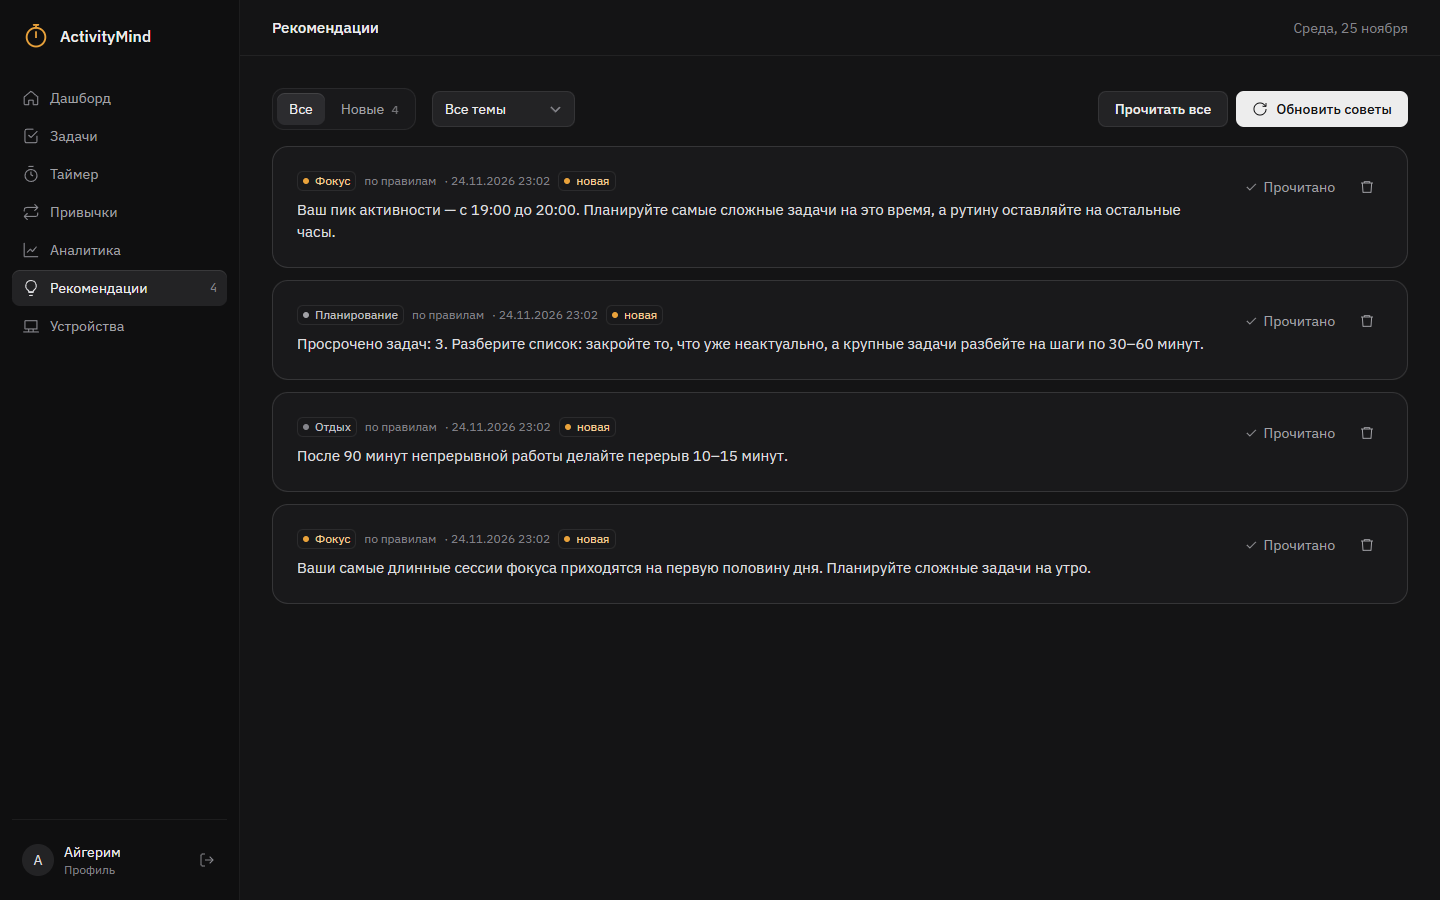 ActivityMind
Дашборд
Задачи
Таймер
Привычки
Аналитика
Рекомендации 4
Устройства
А
Айгерим
Профиль
Рекомендации
Среда, 25 ноября
Все
Новые 4
Все темы
Прочитать все
Обновить советы
Фокус по правилам · 24.11.2026 23:02 новая
Прочитано
Ваш пик активности — с 19:00 до 20:00. Планируйте самые сложные задачи на это время, а рутину оставляйте на остальные
часы.
Планирование по правилам · 24.11.2026 23:02 новая
Прочитано
Просрочено задач: 3. Разберите список: закройте то, что уже неактуально, а крупные задачи разбейте на шаги по 30–60 минут.
Отдых по правилам · 24.11.2026 23:02 новая
Прочитано
После 90 минут непрерывной работы делайте перерыв 10–15 минут.
Фокус по правилам · 24.11.2026 23:02 новая
Прочитано
Ваши самые длинные сессии фокуса приходятся на первую половину дня. Планируйте сложные задачи на утро.